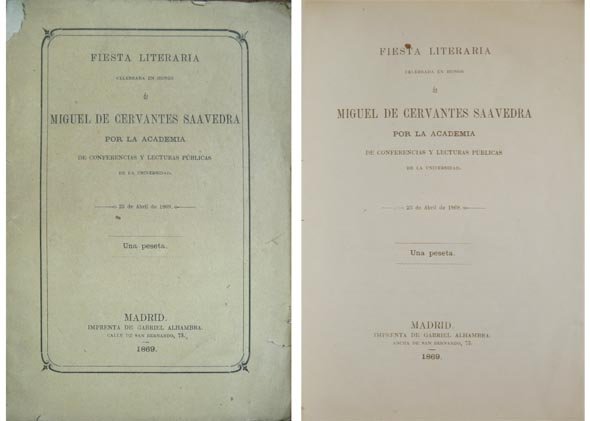 FIESTA LITERARIA
CELEBRADA EN HONOR
de
MIGUEL DE CERVANTES SAAVEDRA
POR LA ACADEMIA
DE CONFERENCIAS Y LECTURAS PÚBLICAS
DE LA UNIVERSIDAD.
23 de Abril de 1869.
Una peseta.
MADRID.
IMPRENTA DE GABRIEL ALHAMBRA.
CALLE DE SAN BERNARDO, 73.
1869.
FIESTA LITERARIA
CELEBRADA EN HONOR
de
MIGUEL DE CERVANTES SAAVEDRA
POR LA ACADEMIA
DE CONFERENCIAS Y LECTURAS PÚBLICAS
DE LA UNIVERSIDAD.
23 de Abril de 1869.
Una peseta.
MADRID.
IMPRENTA DE GABRIEL ALHAMBRA.
ANCHA DE SAN BERNARDO, 73.
1869.